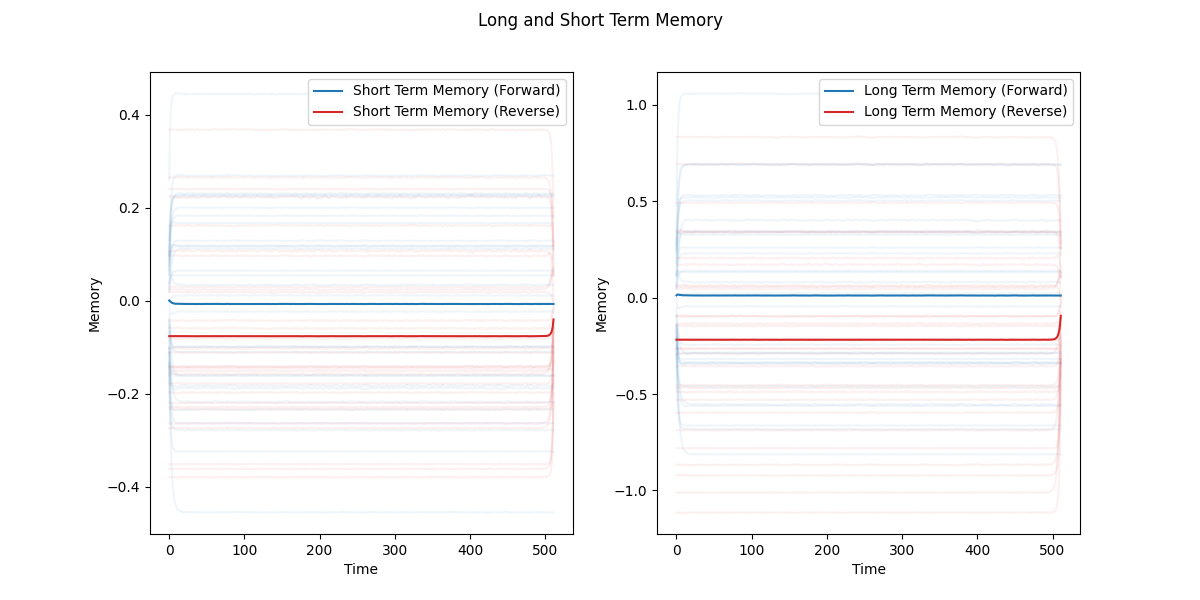 Long and Short Term Memory
Short Term Memory (Forward)
Short Term Memory (Reverse)
0.4
0.2
0.0
−0.2
−0.4
Memory
0
100
200
300
400
500
Time
Long Term Memory (Forward)
Long Term Memory (Reverse)
1.0
0.5
0.0
−0.5
−1.0
Memory
0
100
200
300
400
500
Time